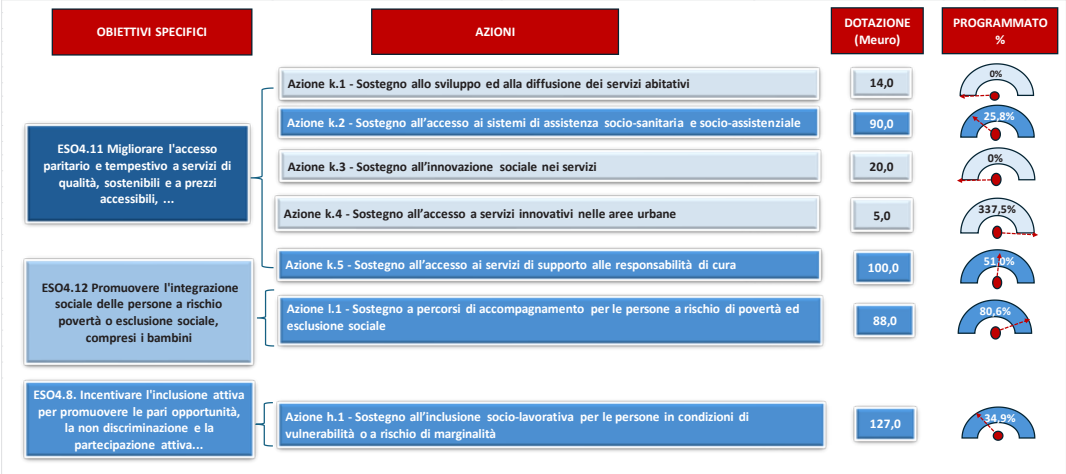 OBIETTIVI SPECIFICI
AZIONI
DOTAZIONE
(Meuro)
PROGRAMMATO
%
ESO4.11 Migliorare l'accesso
paritario e tempestivo a servizi di
qualità, sostenibili e a prezzi
accessibili, ...
Azione k.1 - Sostegno allo sviluppo ed alla diffusione dei servizi abitativi
14,0
0%
Azione k.2 - Sostegno all'accesso ai sistemi di assistenza socio-sanitaria e socio-assistenziale
90,0
25,8%
Azione k.3 - Sostegno all'innovazione sociale nei servizi
20,0
0%
Azione k.4 - Sostegno all'accesso a servizi innovativi nelle aree urbane
5,0
337,5%
Azione k.5 - Sostegno all'accesso ai servizi di supporto alle responsabilità di cura
100,0
51,0%
ESO4.12 Promuovere l'integrazione
sociale delle persone a rischio
povertà o esclusione sociale,
compresi i bambini
Azione l.1 - Sostegno a percorsi di accompagnamento per le persone a rischio di povertà ed
esclusione sociale
88,0
80,6%
ESO4.8. Incentivare l'inclusione attiva
per promuovere le pari opportunità,
la non discriminazione e la
partecipazione attiva...
Azione h.1 - Sostegno all'inclusione socio-lavorativa per le persone in condizioni di
vulnerabilità o a rischio di marginalità
127,0
34,9%